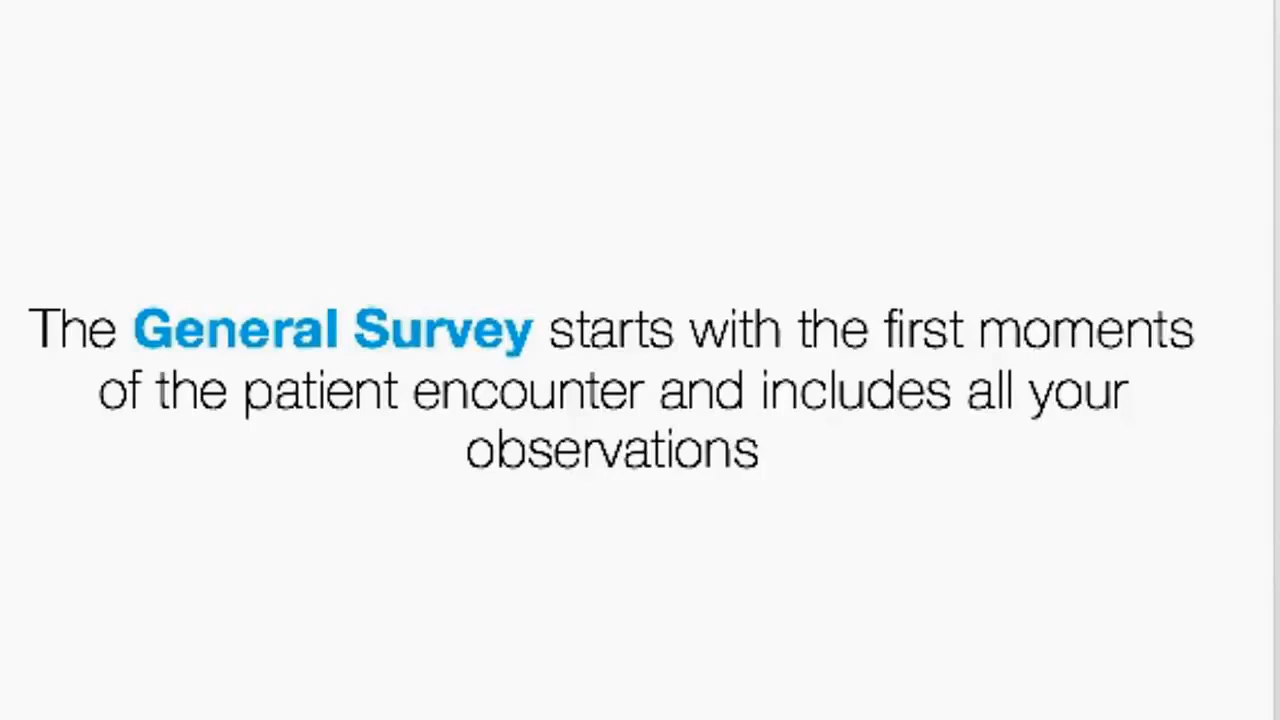 The General Survey starts with the first moments
of the patient encounter and includes all your
observations